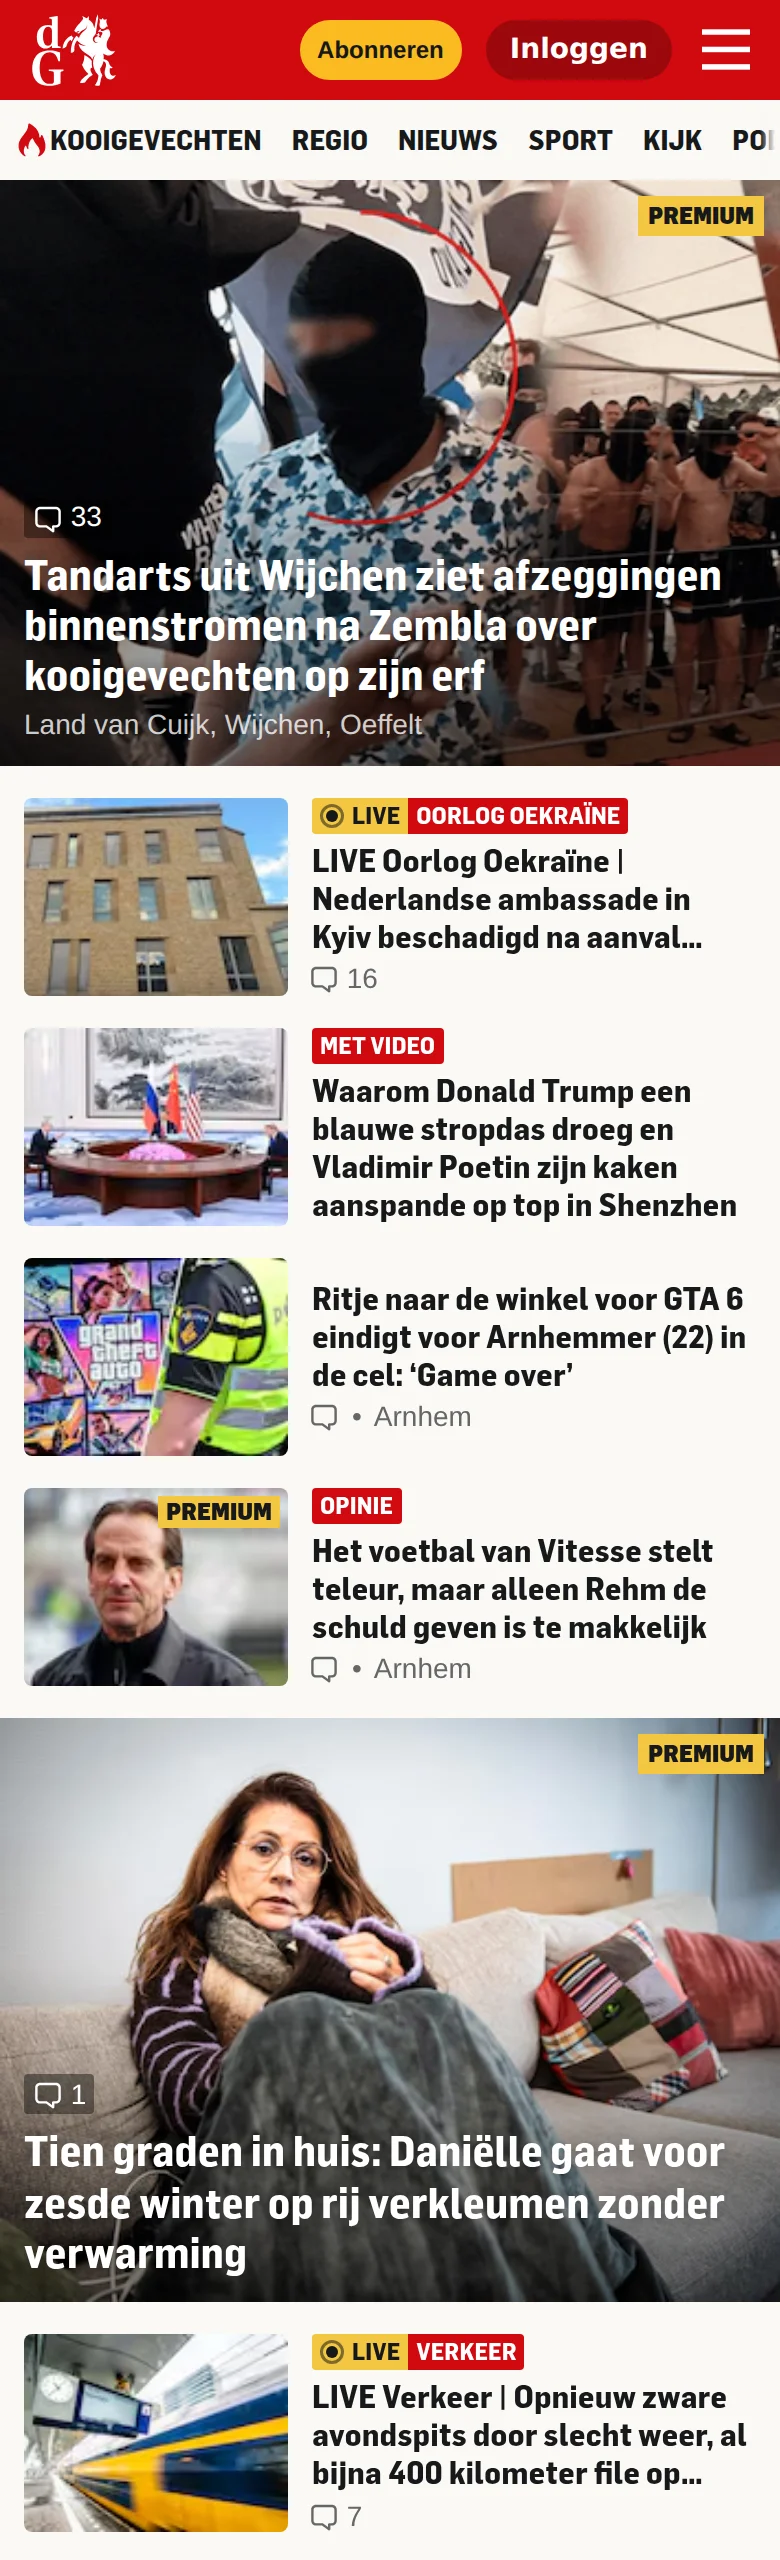 dG
Abonneren
Inloggen
KOOIGEVECHTEN REGIO NIEUWS SPORT KIJK
PREMIUM
33
Tandarts uit Wijchen ziet afzeggingen
binnenstromen na Zembla over
kooigevechten op zijn erf
Land van Cuijk, Wijchen, Oeffelt
LIVE OORLOG OEKRAÏNE
LIVE Oorlog Oekraïne |
Nederlandse ambassade in
Kyiv beschadigd na aanval...
16
MET VIDEO
Waarom Donald Trump een
blauwe stropdas droeg en
Vladimir Poetin zijn kaken
aanspande op top in Shenzhen
grand
theft
auto
Ritje naar de winkel voor GTA 6
eindigt voor Arnhemmer (22) in
de cel: ‘Game over’
• Arnhem
PREMIUM
OPINIE
Het voetbal van Vitesse stelt
teleur, maar alleen Rehm de
schuld geven is te makkelijk
• Arnhem
PREMIUM
1
Tien graden in huis: Daniëlle gaat voor
zesde winter op rij verkleumen zonder
verwarming
LIVE VERKEER
LIVE Verkeer | Opnieuw zware
avondspits door slecht weer, al
bijna 400 kilometer file op...
7